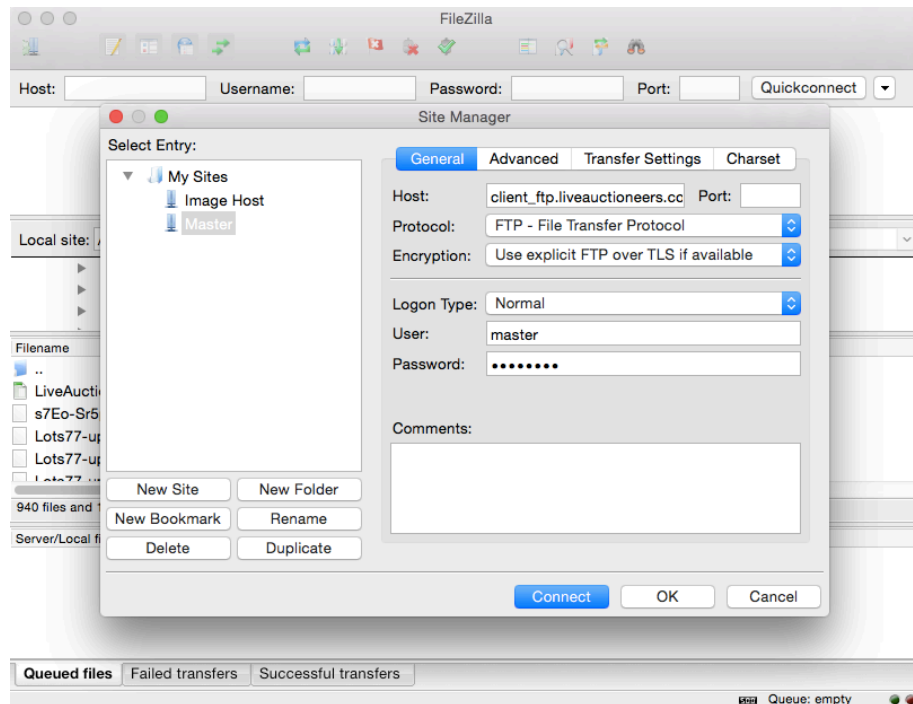 FileZilla
Host: Username: Password: Port: Quickconnect
Site Manager
Select Entry:
My Sites
Image Host
Master
General Advanced Transfer Settings Charset
Host: client_ftp.liveauctioneers.cc Port:
Protocol: FTP - File Transfer Protocol
Encryption: Use explicit FTP over TLS if available
Logon Type: Normal
User: master
Password: ••••••••
Comments:
New Site New Folder
New Bookmark Rename
Delete Duplicate
Connect OK Cancel
Local site:
Filename
..
LiveAucti
s7Eo-Sr5
Lots77-up
Lots77-up
940 files and
Server/Local fi
Queued files Failed transfers Successful transfers
Queue: empty